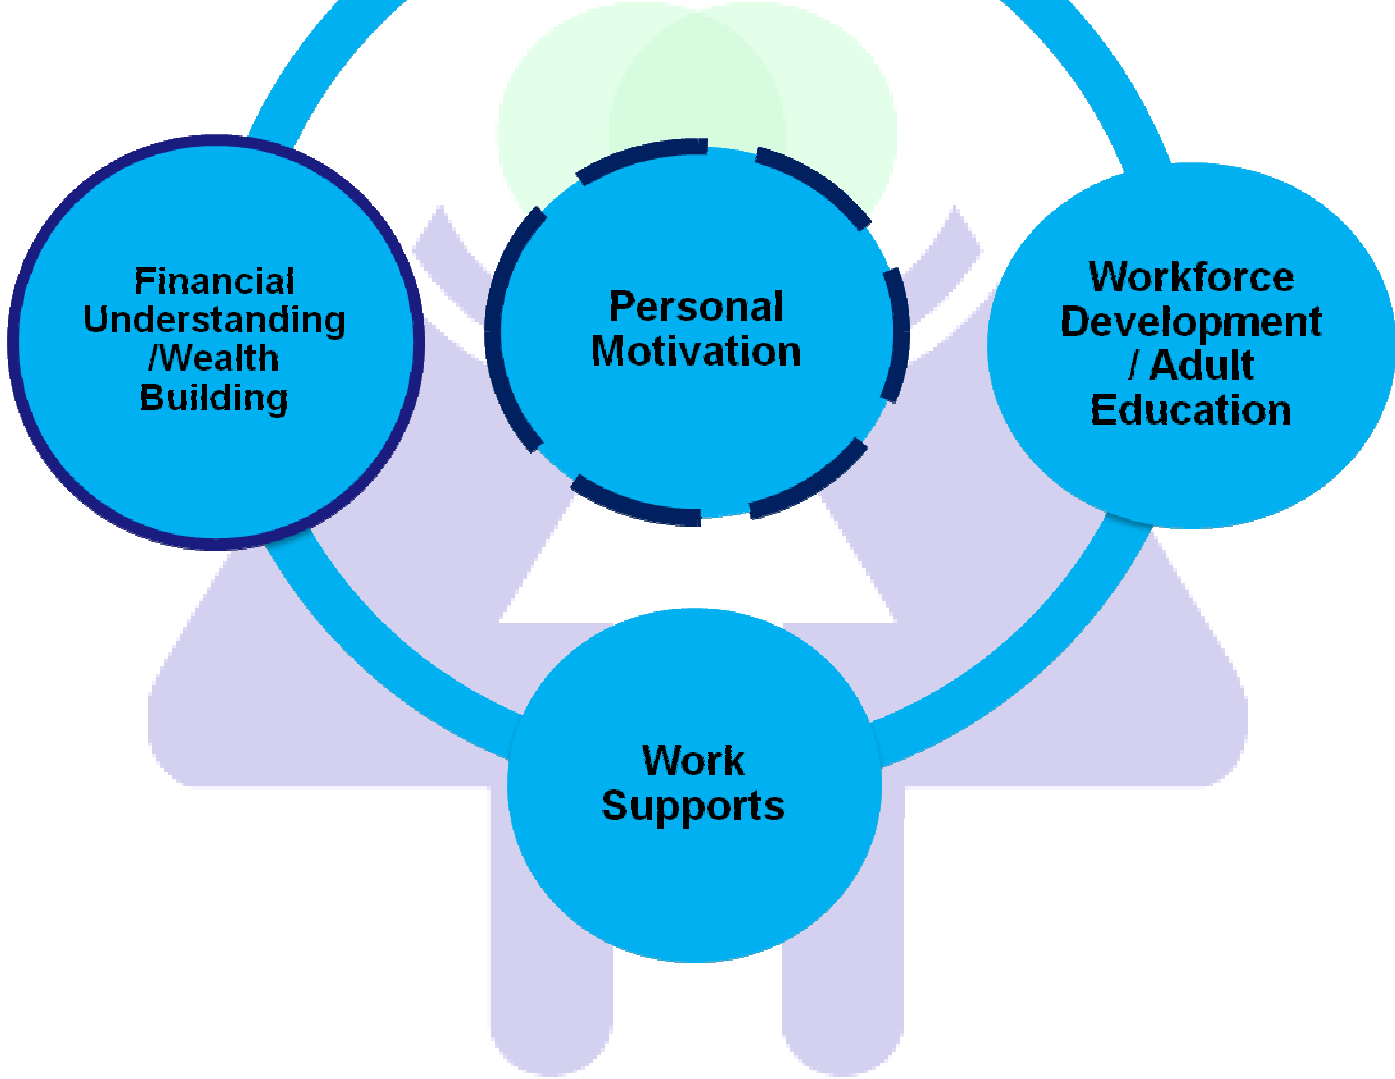 Financial
Understanding
/Wealth
Building
Personal
Motivation
Workforce
Development
/ Adult
Education
Work
Supports